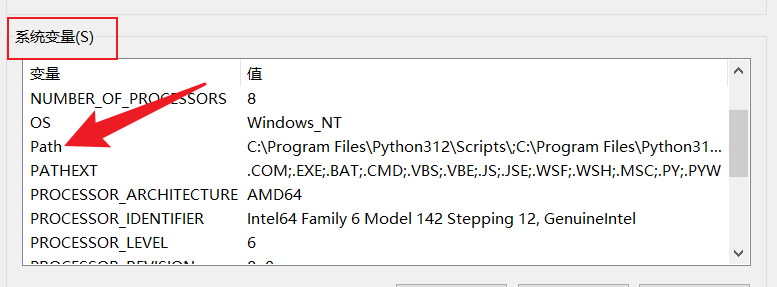 系统变量(S)
变量 值
NUMBER_OF_PROCESSORS 8
OS Windows_NT
Path C:\Program Files\Python312\Scripts\;C:\Program Files\Python31...
PATHEXT .COM;.EXE;.BAT;.CMD;.VBS;.VBE;.JS;.JSE;.WSF;.WSH;.MSC;.PY;.PYW
PROCESSOR_ARCHITECTURE AMD64
PROCESSOR_IDENTIFIER Intel64 Family 6 Model 142 Stepping 12, GenuineIntel
PROCESSOR_LEVEL 6